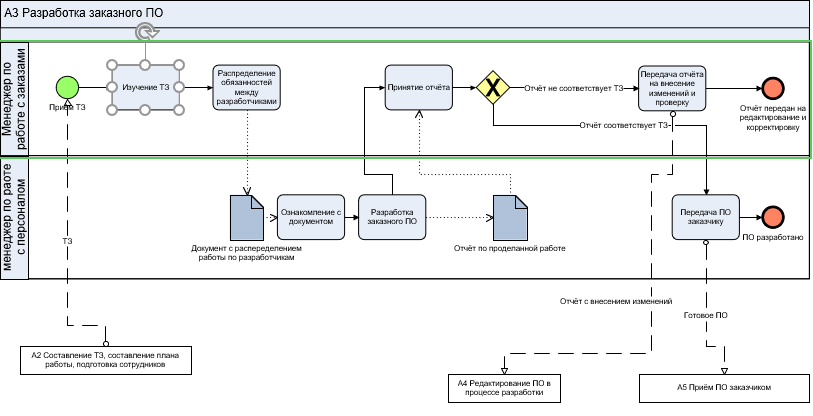 А3 Разработка заказного ПО
Менеджер по
работе с заказами
Приём ТЗ
Изучение ТЗ
Распределение
обязанностей
между
разработчиками
Принятие отчёта
Отчёт не соответствует ТЗ
Передача отчёта
на внесение
изменений и
проверку
Отчёт передан на
редактирование и
корректировку
Отчёт соответствует ТЗ
менеджер по раоте
с персоналом
Документ с распеределением
работы по разработчикам
Ознакомление с
документом
Разработка
заказного ПО
Отчёт по проделанной работе
Передача ПО
заказчику
ПО разработано
ТЗ
Отчёт с внесением изменений
Готовое ПО
А2 Составление ТЗ, составление плана
работы, подготовка сотрудников
А4 Редактирование ПО в
процессе разработки
А5 Приём ПО заказчиком